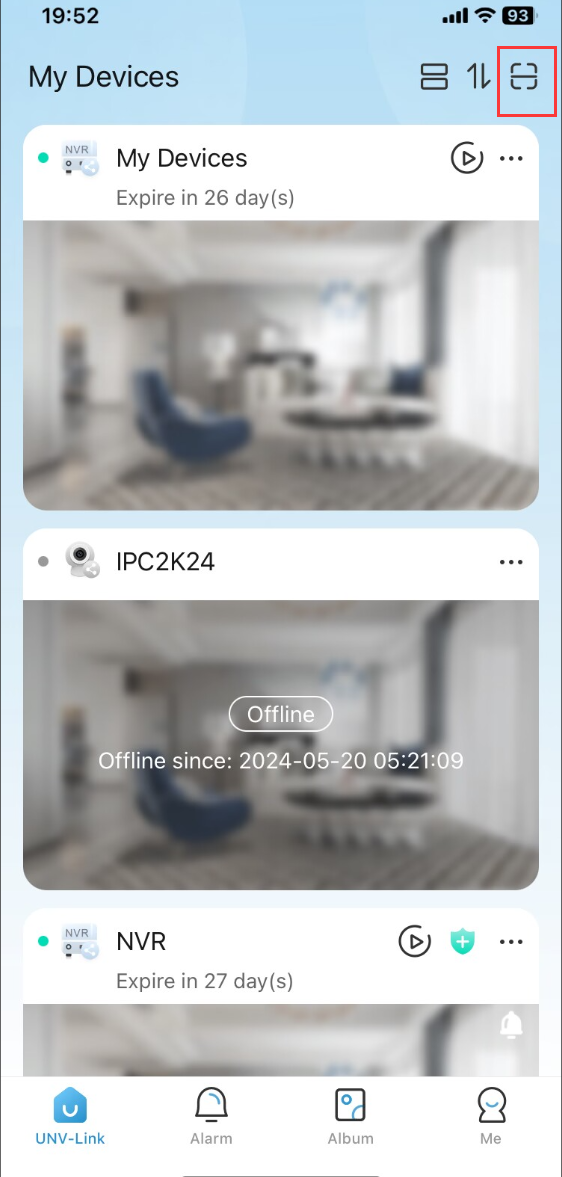 19:52
93
My Devices
NVR
My Devices
Expire in 26 day(s)
IPC2K24
Offline
Offline since: 2024-05-20 05:21:09
NVR
NVR
Expire in 27 day(s)
UNV-Link
Alarm
Album
Me